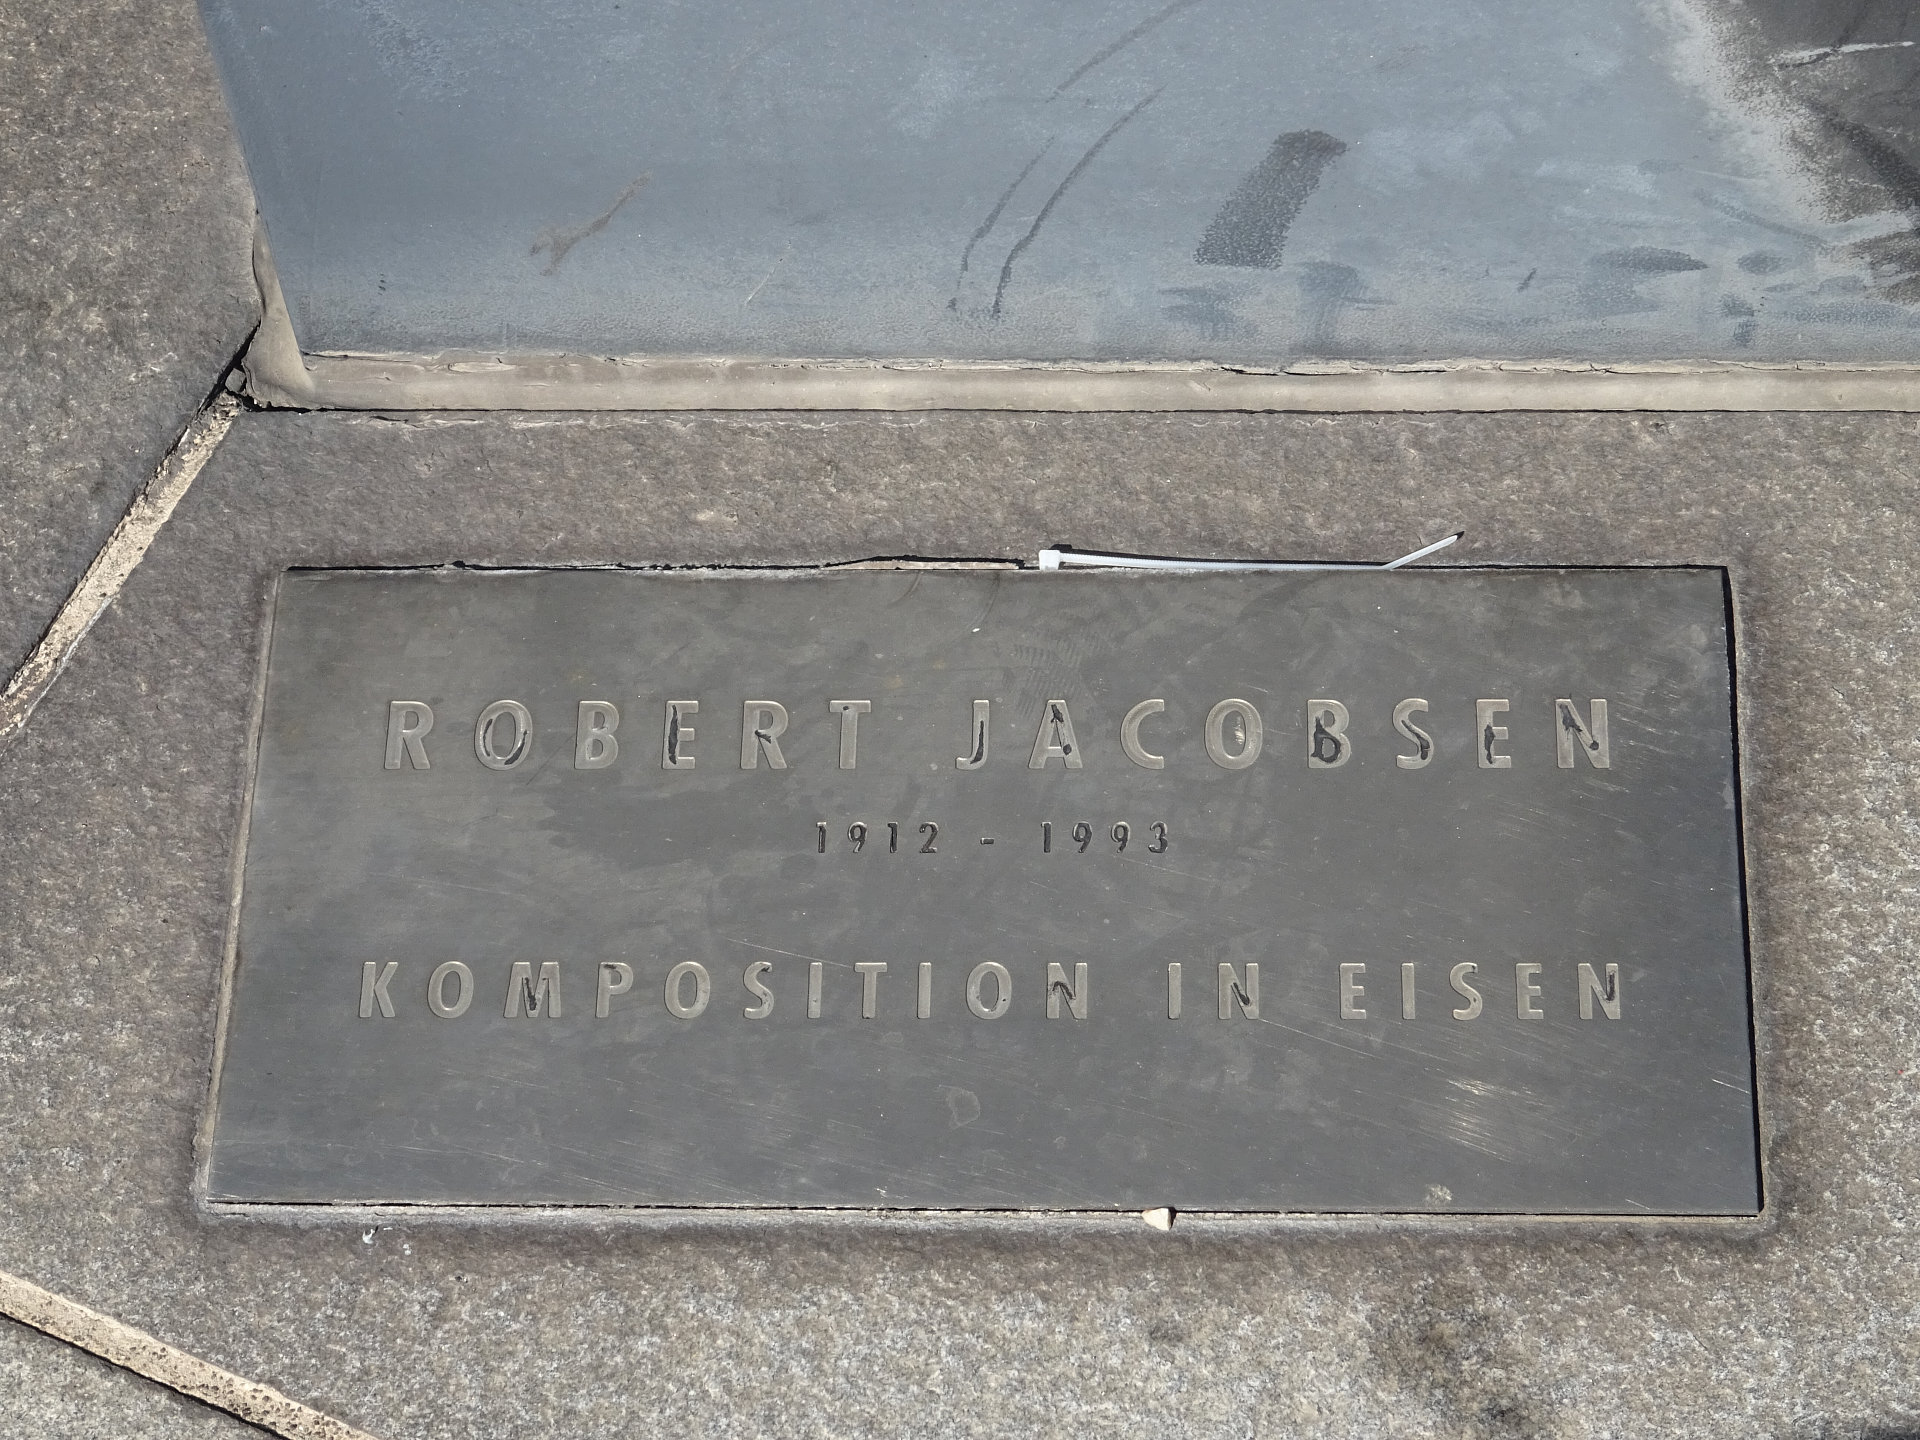 ROBERT JACOBSEN
1912 - 1993
KOMPOSITION IN EISEN